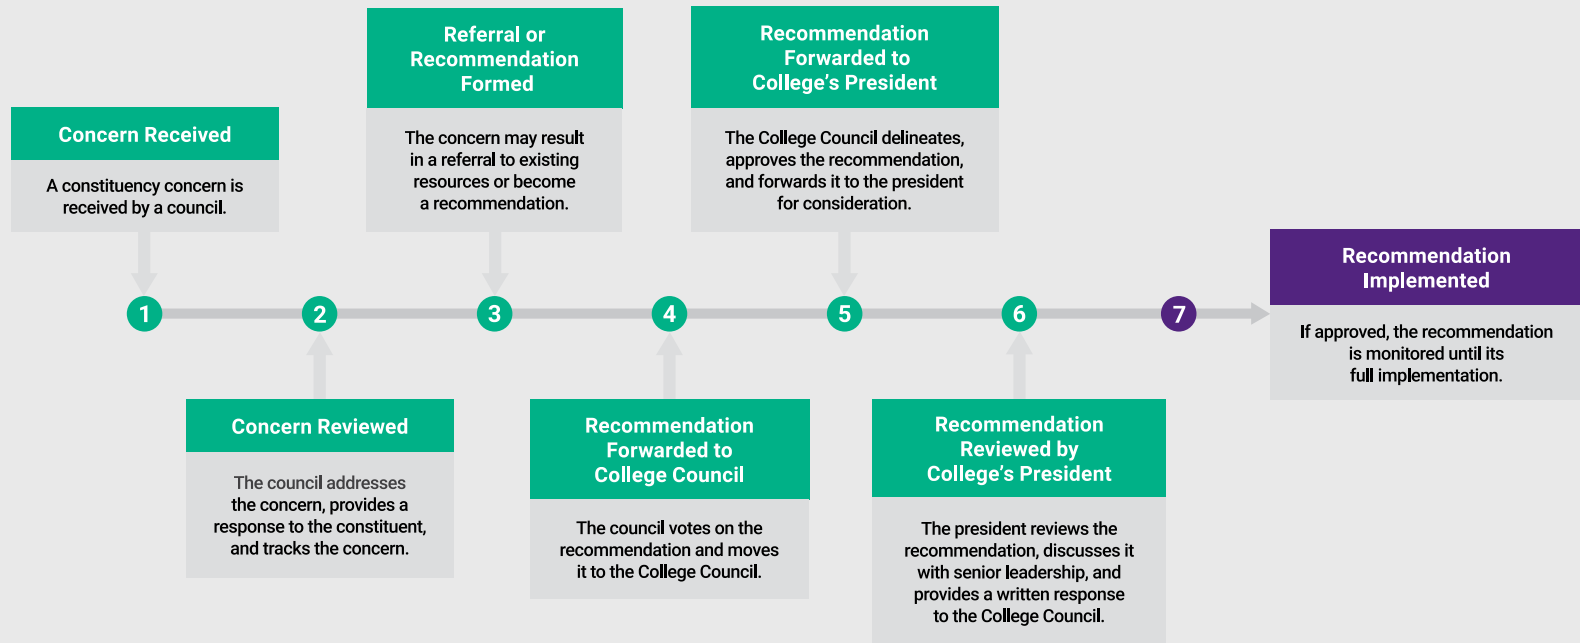 1
Concern Received
A constituency concern is
received by a council.
2
Concern Reviewed
The council addresses
the concern, provides a
response to the constituent,
and tracks the concern.
3
Referral or
Recommendation
Formed
The concern may result
in a referral to existing
resources or become
a recommendation.
4
Recommendation
Forwarded to
College Council
The council votes on the
recommendation and moves
it to the College Council.
5
Recommendation
Forwarded to
College’s President
The College Council delineates,
approves the recommendation,
and forwards it to the president
for consideration.
6
Recommendation
Reviewed by
College’s President
The president reviews the
recommendation, discusses it
with senior leadership, and
provides a written response
to the College Council.
7
Recommendation
Implemented
If approved, the recommendation
is monitored until its
full implementation.